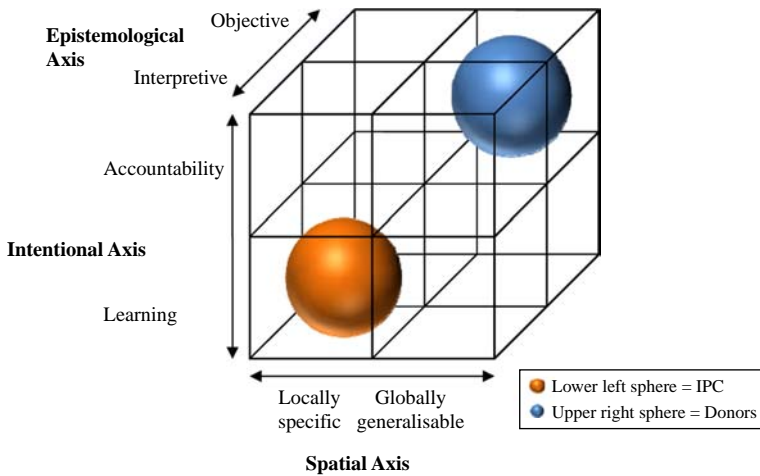 Objective
Epistemological
Axis
Interpretive
Accountability
Intentional Axis
Learning
Locally
specific
Globally
generalisable
Spatial Axis
Lower left sphere = IPC
Upper right sphere = Donors